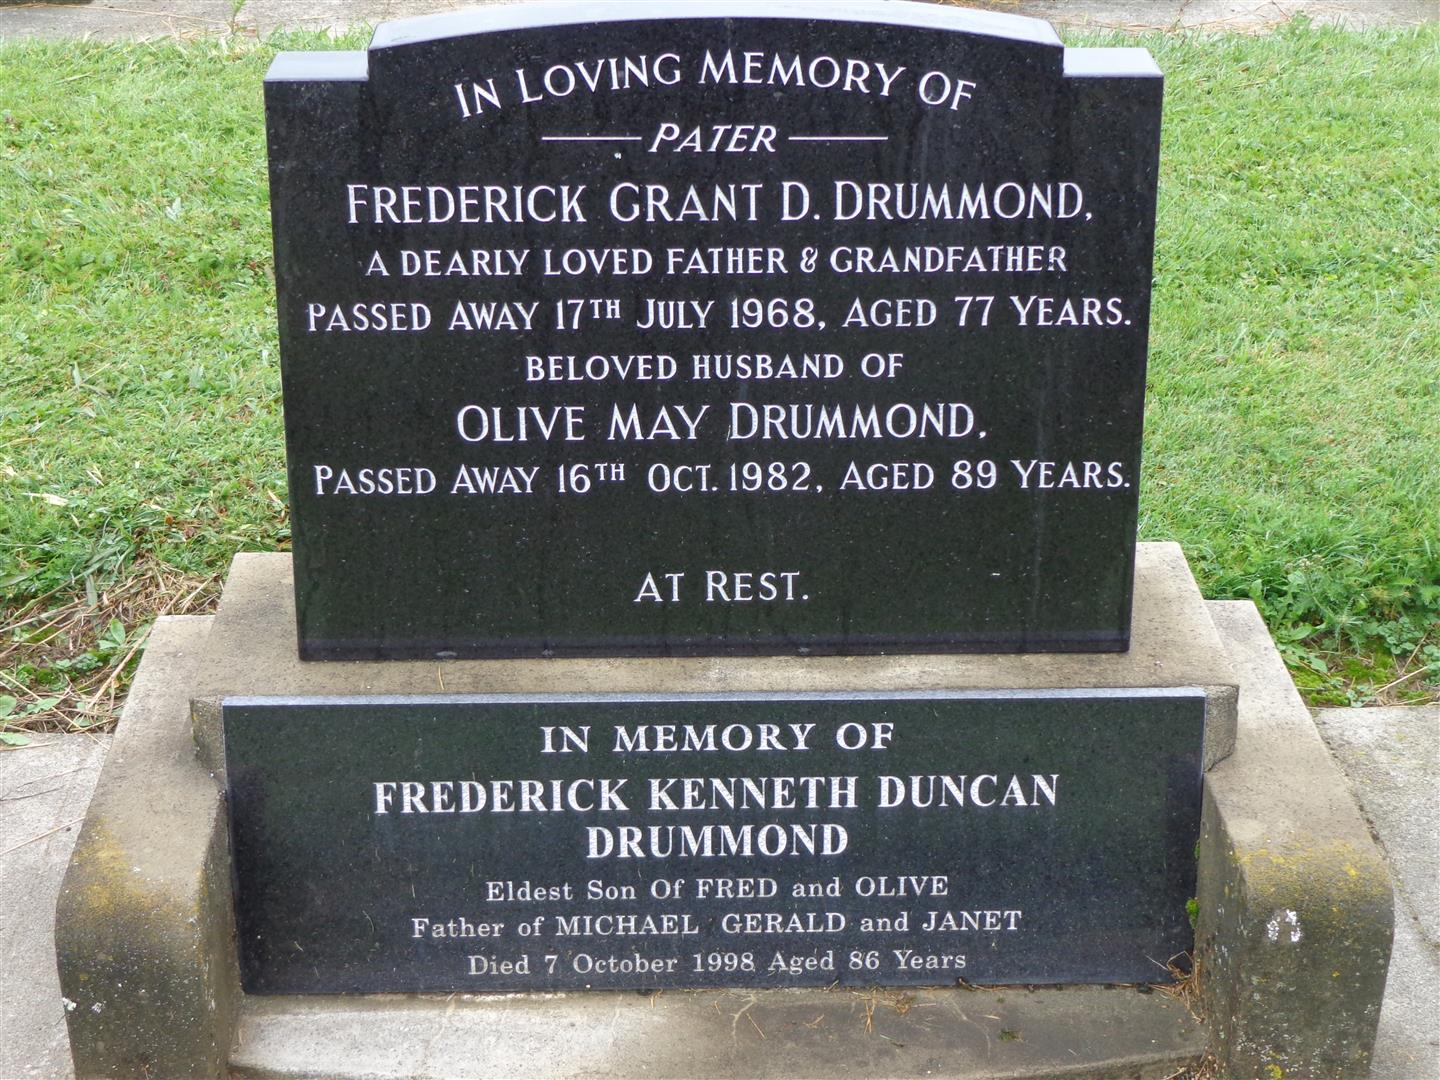 IN LOVING MEMORY OF
PATER
FREDERICK GRANT D. DRUMMOND,
A DEARLY LOVED FATHER & GRANDFATHER
PASSED AWAY 17TH JULY 1968, AGED 77 YEARS.
BELOVED HUSBAND OF
OLIVE MAY DRUMMOND,
PASSED AWAY 16TH OCT. 1982, AGED 89 YEARS.
AT REST.
IN MEMORY OF
FREDERICK KENNETH DUNCAN
DRUMMOND
Eldest Son Of FRED and OLIVE
Father of MICHAEL GERALD and JANET
Died 7 October 1998 Aged 86 Years